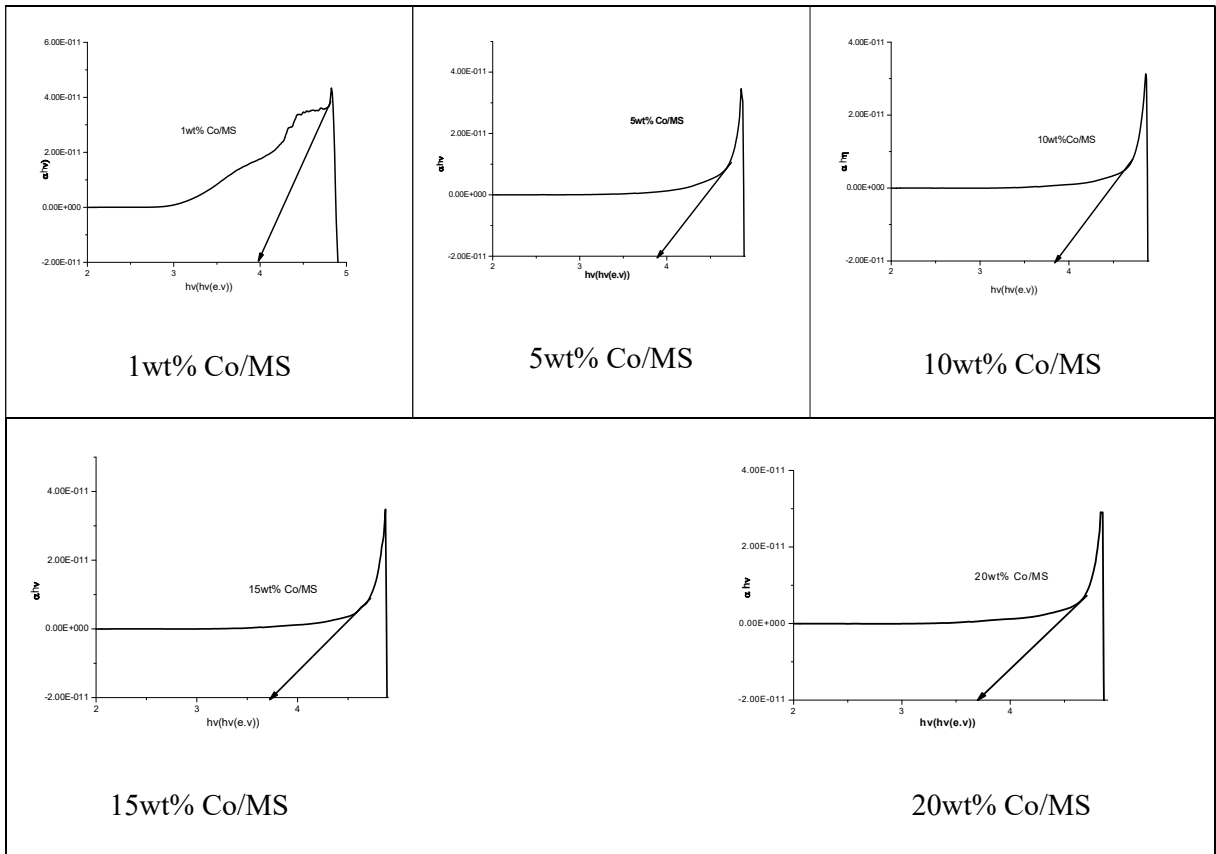 6.00E-011
4.00E-011
2.00E-011
0.00E+000
-2.00E-011
αhν)
1wt% Co/MS
2 3 4 5
hv(hv(e.v))
1wt% Co/MS
4.00E-011
2.00E-011
0.00E+000
-2.00E-011
αhν
5wt% Co/MS
2 3 4
hv(hv(e.v))
5wt% Co/MS
4.00E-011
2.00E-011
0.00E+000
-2.00E-011
αhη
10wt%Co/MS
2 3 4
hv(hv(e.v))
10wt% Co/MS
4.00E-011
2.00E-011
0.00E+000
-2.00E-011
αhν
15wt% Co/MS
2 3 4
hv(hv(e.v))
15wt% Co/MS
4.00E-011
2.00E-011
0.00E+000
-2.00E-011
αhν
20wt% Co/MS
2 3 4
hv(hv(e.v))
20wt% Co/MS